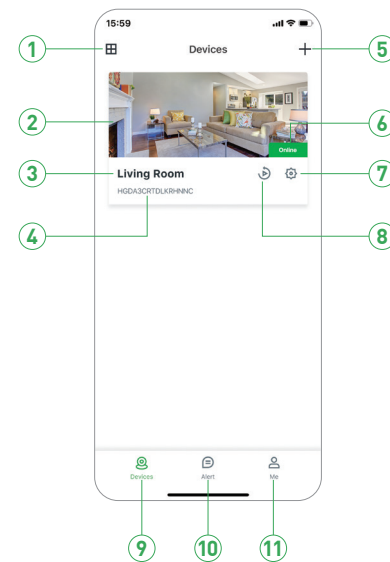 15:59
1
Devices
5
2
6
Online
3
Living Room
7
HGDA3CRTDLKRHNNC
4
8
Devices
Alert
Me
9
10
11